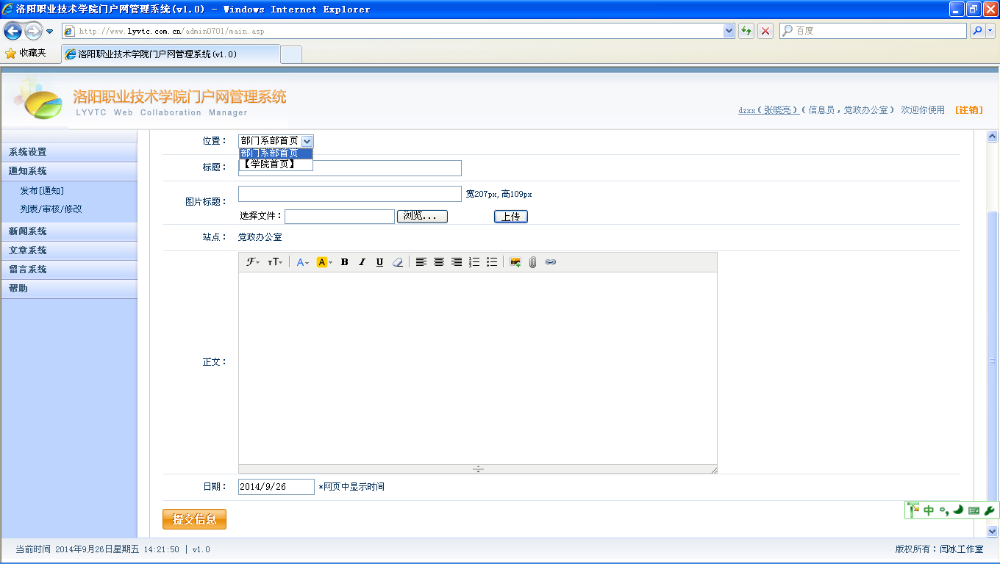 洛阳职业技术学院门户网管理系统(v1.0) - Windows Internet Explorer
http://www.lyvtc.com.cn/admin0701/main.asp
百度
收藏夹
洛阳职业技术学院门户网管理系统(v1.0)
洛阳职业技术学院门户网管理系统
LYVTC Web Collaboration Manager
dzxx(张晓亮)(信息员,党政办公室) 欢迎你使用 [注销]
系统设置
通知系统
发布[通知]
列表/审核/修改
新闻系统
文章系统
留言系统
帮助
位置: 部门系部首页
部门系部首页
【学院首页】
标题:
图片标题: 宽207px,高109px
选择文件: 浏览... 上传
站点: 党政办公室
正文:
日期: 2014/9/26 *网页中显示时间
提交信息
中
当前时间 2014年9月26日星期五 14:21:50 | v1.0
版权所有:闫冰工作室